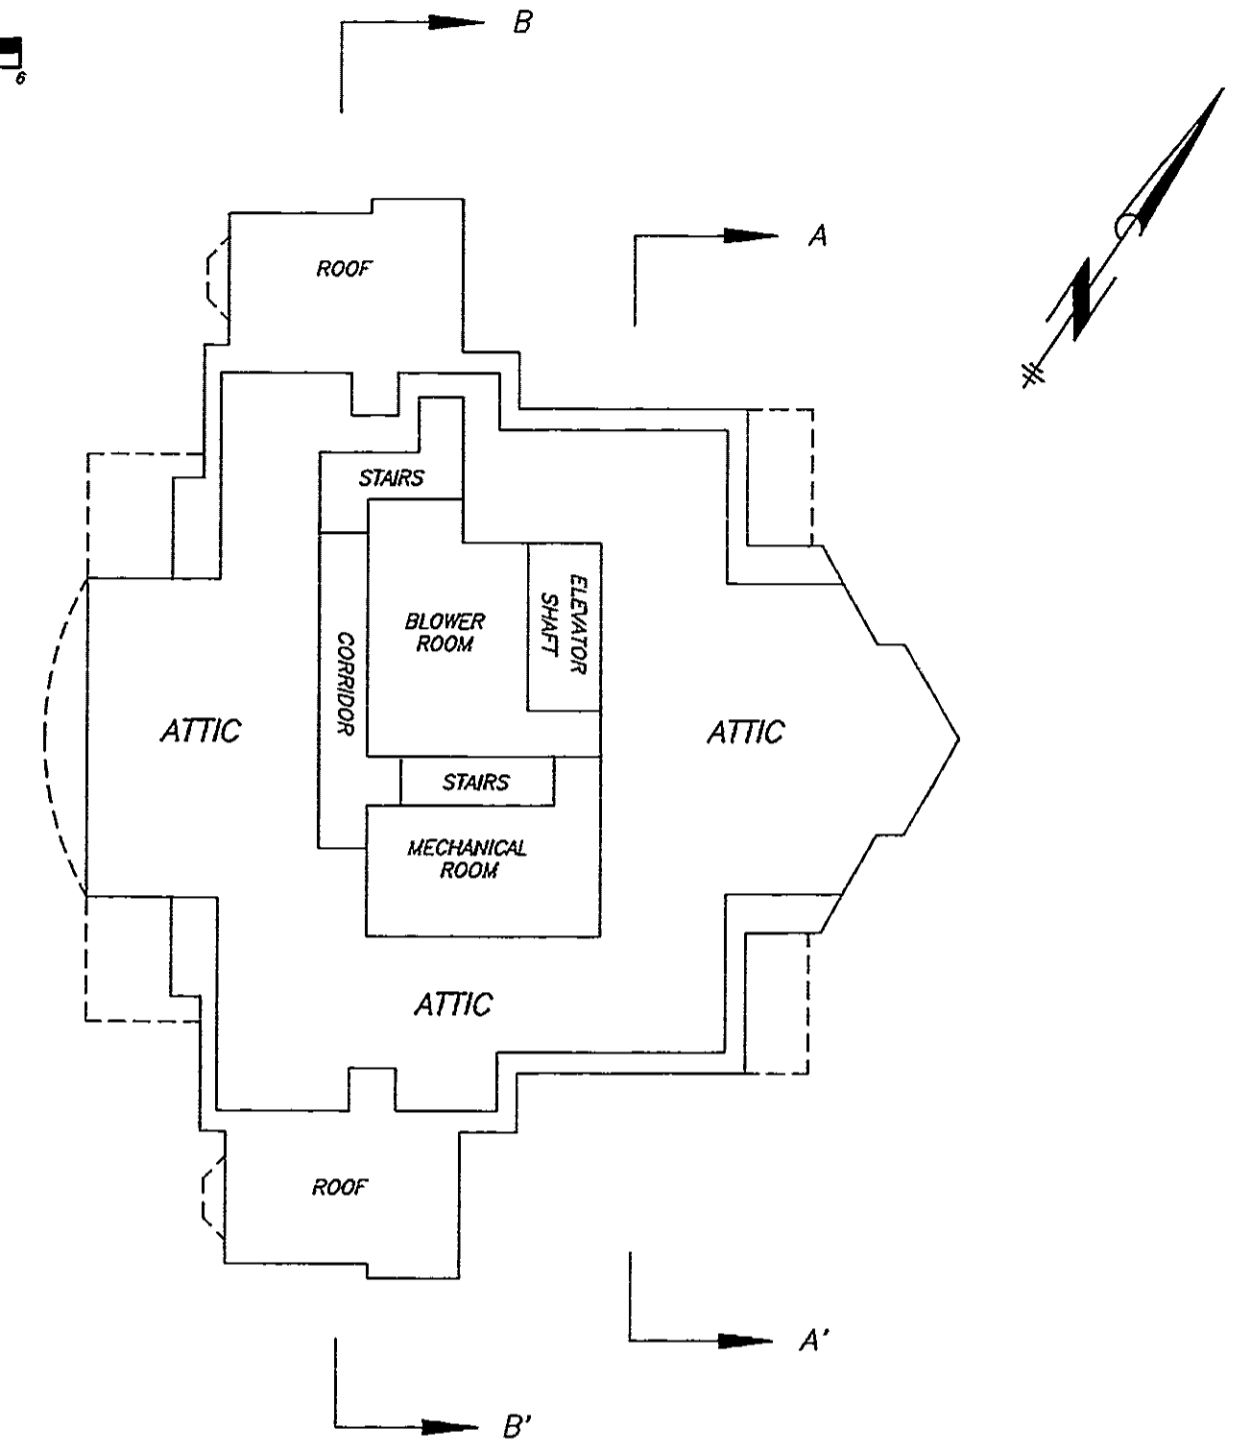 B
6
A
ROOF
STAIRS
BLOWER
ROOM
ELEVATOR
SHAFT
CORRIDOR
ATTIC
ATTIC
STAIRS
MECHANICAL
ROOM
ATTIC
ROOF
A'
B'
N